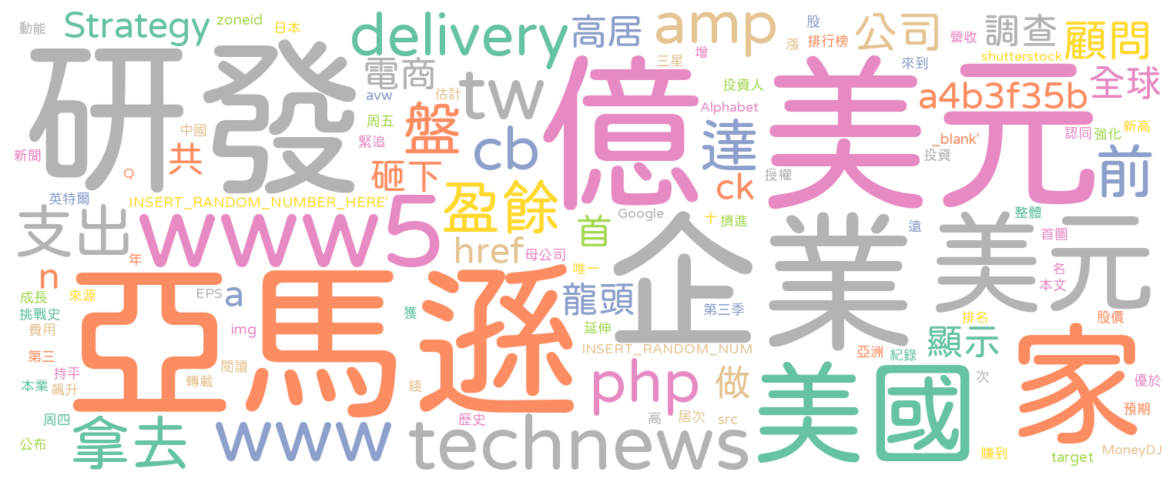 動能
Strategy
zoneid
日本
delivery
高居
amp
股
漲
排行榜
公司
營收
調查
顧問
研發
電商
三星
增
來到
shutterstock
全球
avw
估計
tw
億美元
投資人
Alphabet
a4b3f35b
中國
周五
緊追
盤
cb
達
_blank'
認同
強化
新高
新聞
共
Q
砸下
ck
授權
投資
前
英特爾
INSERT_RANDOM_NUMBER_HERE'
盈餘
Google
十
擠進
支出
www
5
href
母公司
首
企業
遠
整體
首圖
美元
年
n
成長
來源
挑戰史
費用
EPS
a
亞馬遜
獲
唯一
龍頭
第三季
延伸
名
本文
img
INSERT_RANDOM_NUM
排名
股價
第三
持平
本業
飆升
轉載
閱讀
錢
php
做
亞洲
紀錄
顯示
家
次
優於
預期
周四
公布
拿去
www
歷史
technews
高
居次
src
美國
賺到
target
MoneyDJ